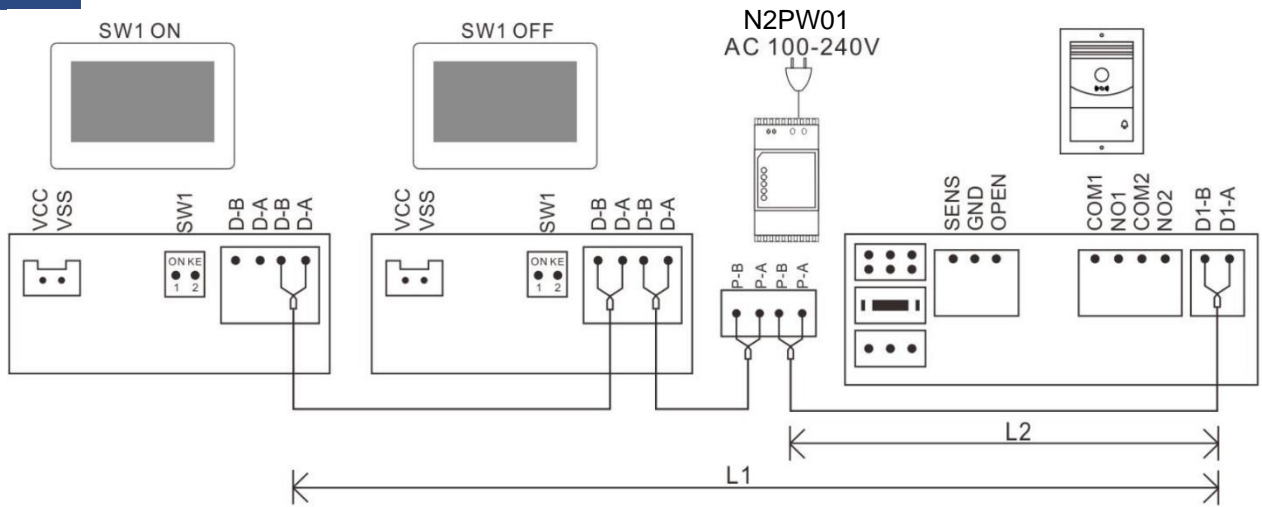 SW1 ON
SW1 OFF
N2PW01
AC 100-240V
VCC
VSS
SW1
D-B
D-A
D-B
D-A
ON KE
1 2
VCC
VSS
SW1
D-B
D-A
D-B
D-A
ON KE
1 2
P-B
P-A
P-B
P-A
SENS
GND
OPEN
COM1
NO1
COM2
NO2
D1-B
D1-A
L2
L1